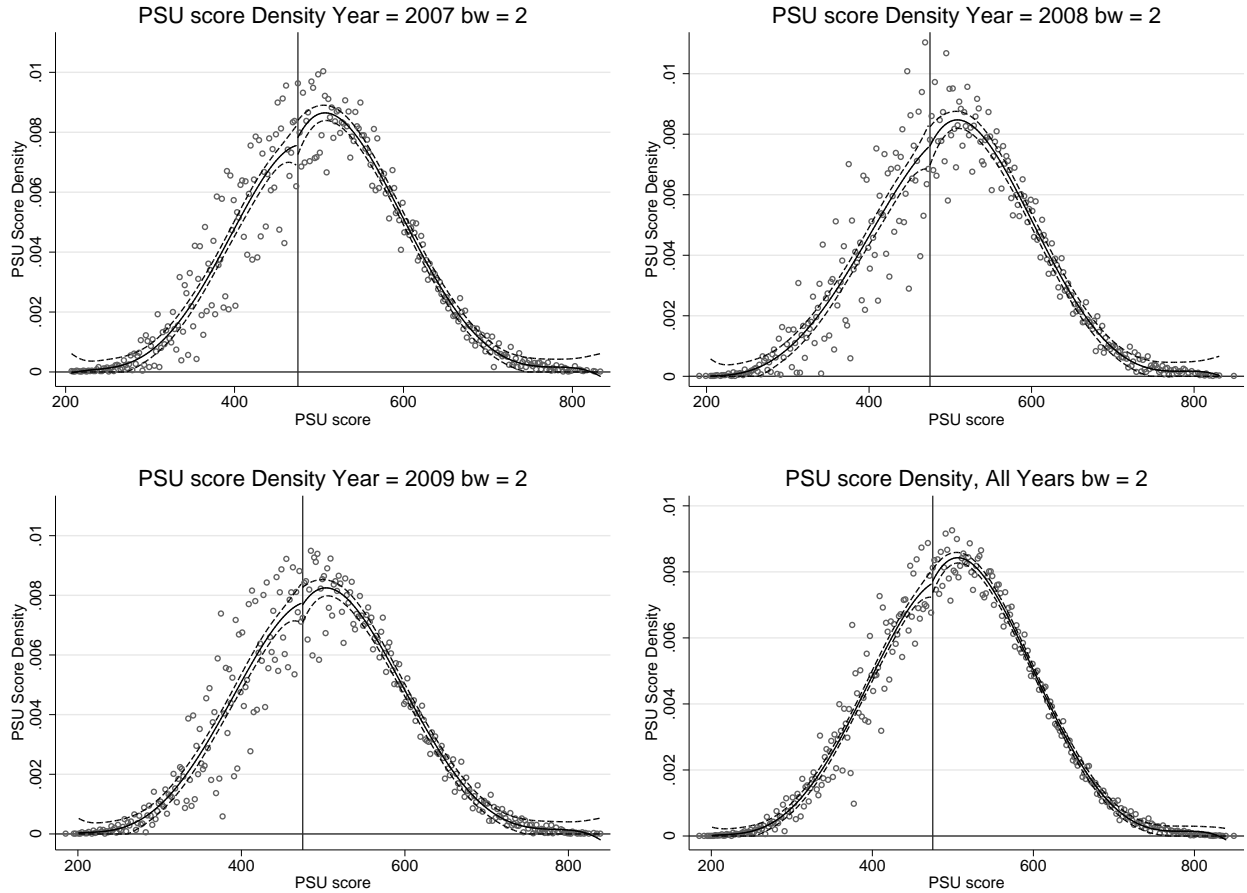 PSU score Density Year = 2007 bw = 2
PSU Score Density
.01
.008
.006
.004
.002
0
200 400 600 800
PSU score
PSU score Density Year = 2008 bw = 2
PSU Score Density
.01
.008
.006
.004
.002
0
200 400 600 800
PSU score
PSU score Density Year = 2009 bw = 2
PSU Score Density
.01
.008
.006
.004
.002
0
200 400 600 800
PSU score
PSU score Density, All Years bw = 2
PSU Score Density
.01
.008
.006
.004
.002
0
200 400 600 800
PSU score